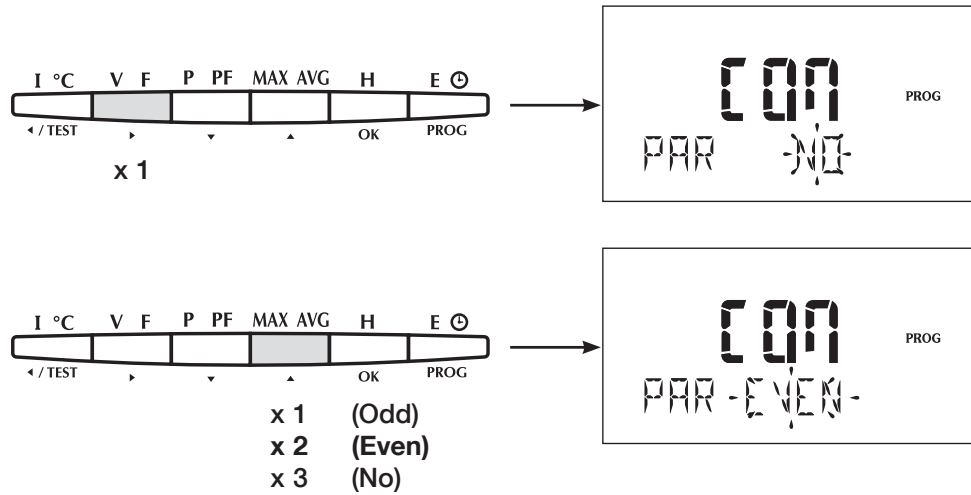 I °C V F P PF MAX AVG H E
/ TEST OK PROG
x 1
COM PROG
PAR NO
I °C V F P PF MAX AVG H E
/ TEST OK PROG
x 1 (Odd)
x 2 (Even)
x 3 (No)
COM PROG
PAR EVEN